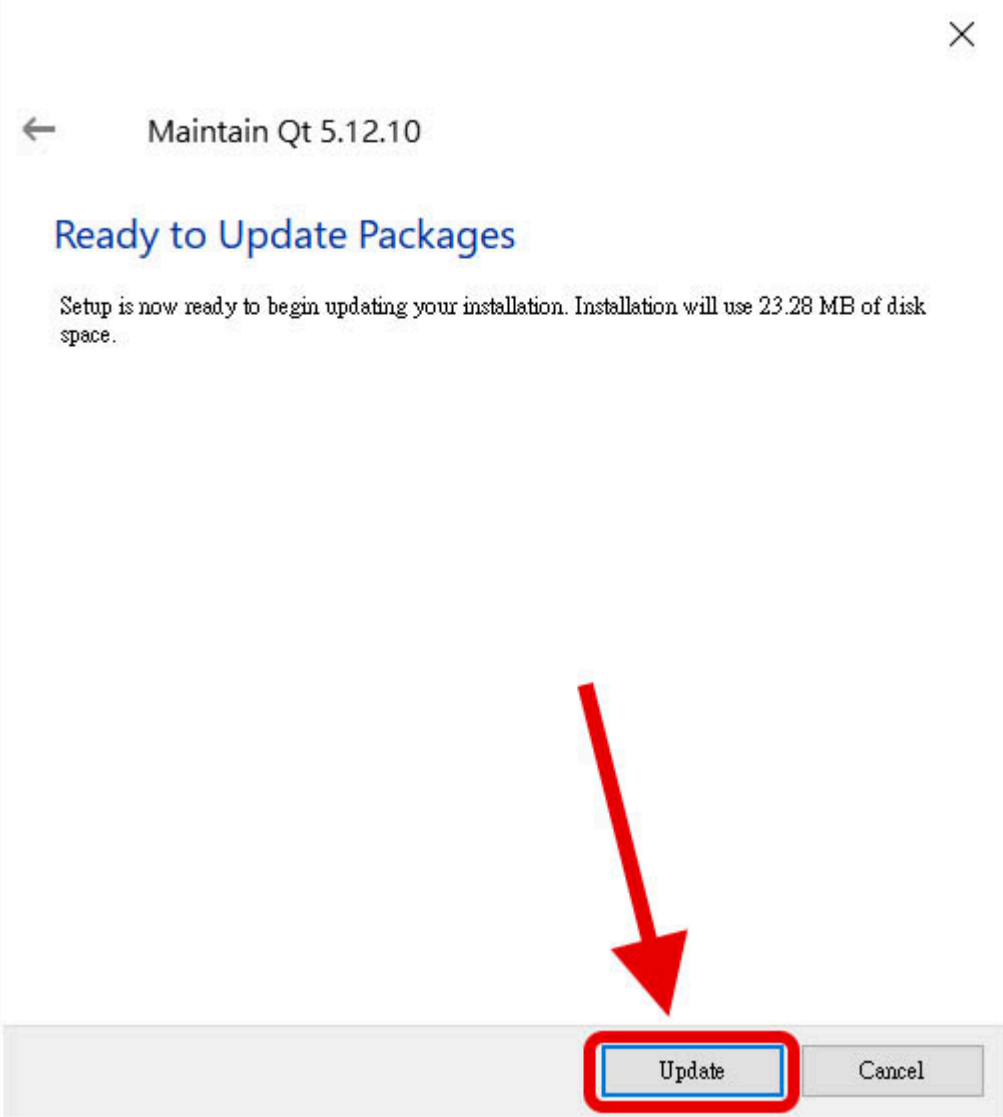 Maintain Qt 5.12.10
Ready to Update Packages
Setup is now ready to begin updating your installation. Installation will use 23.28 MB of disk
space.
Update
Cancel